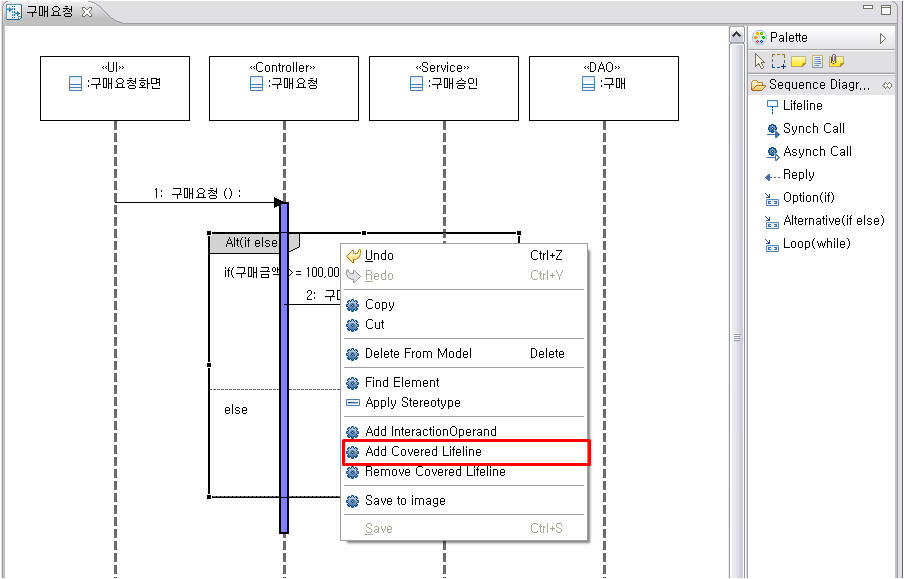 구매요청
«UI»
:구매요청화면
«Controller»
:구매요청
«Service»
:구매승인
«DAO»
:구매
1: 구매요청 () :
Alt(if else
if(구매금액 >= 100,00
2: 구
else
Undo Ctrl+Z
Redo Ctrl+Y
Copy
Cut
Delete From Model Delete
Find Element
Apply Stereotype
Add InteractionOperand
Add Covered Lifeline
Remove Covered Lifeline
Save to image
Save Ctrl+S
Palette
Sequence Diagr...
Lifeline
Synch Call
Asynch Call
Reply
Option(if)
Alternative(if else)
Loop(while)